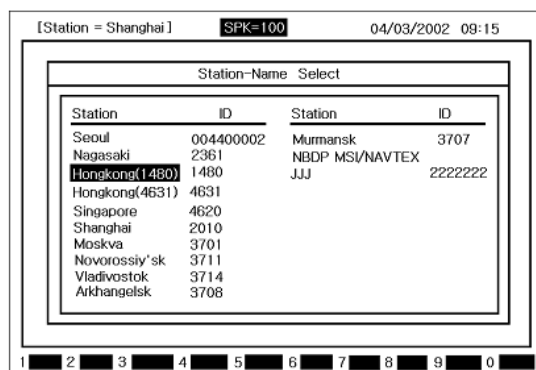 [Station = Shanghai] SPK=100 04/03/2002 09:15
Station-Name Select
Station ID Station ID
Seoul 004400002 Murmansk 3707
Nagasaki 2361 NBDP MSI/NAVTEX
Hongkong(1480) 1480 JJJ 2222222
Hongkong(4631) 4631
Singapore 4620
Shanghai 2010
Moskva 3701
Novorossiy'sk 3711
Vladivostok 3714
Arkhangelsk 3708
1 2 3 4 5 6 7 8 9 0